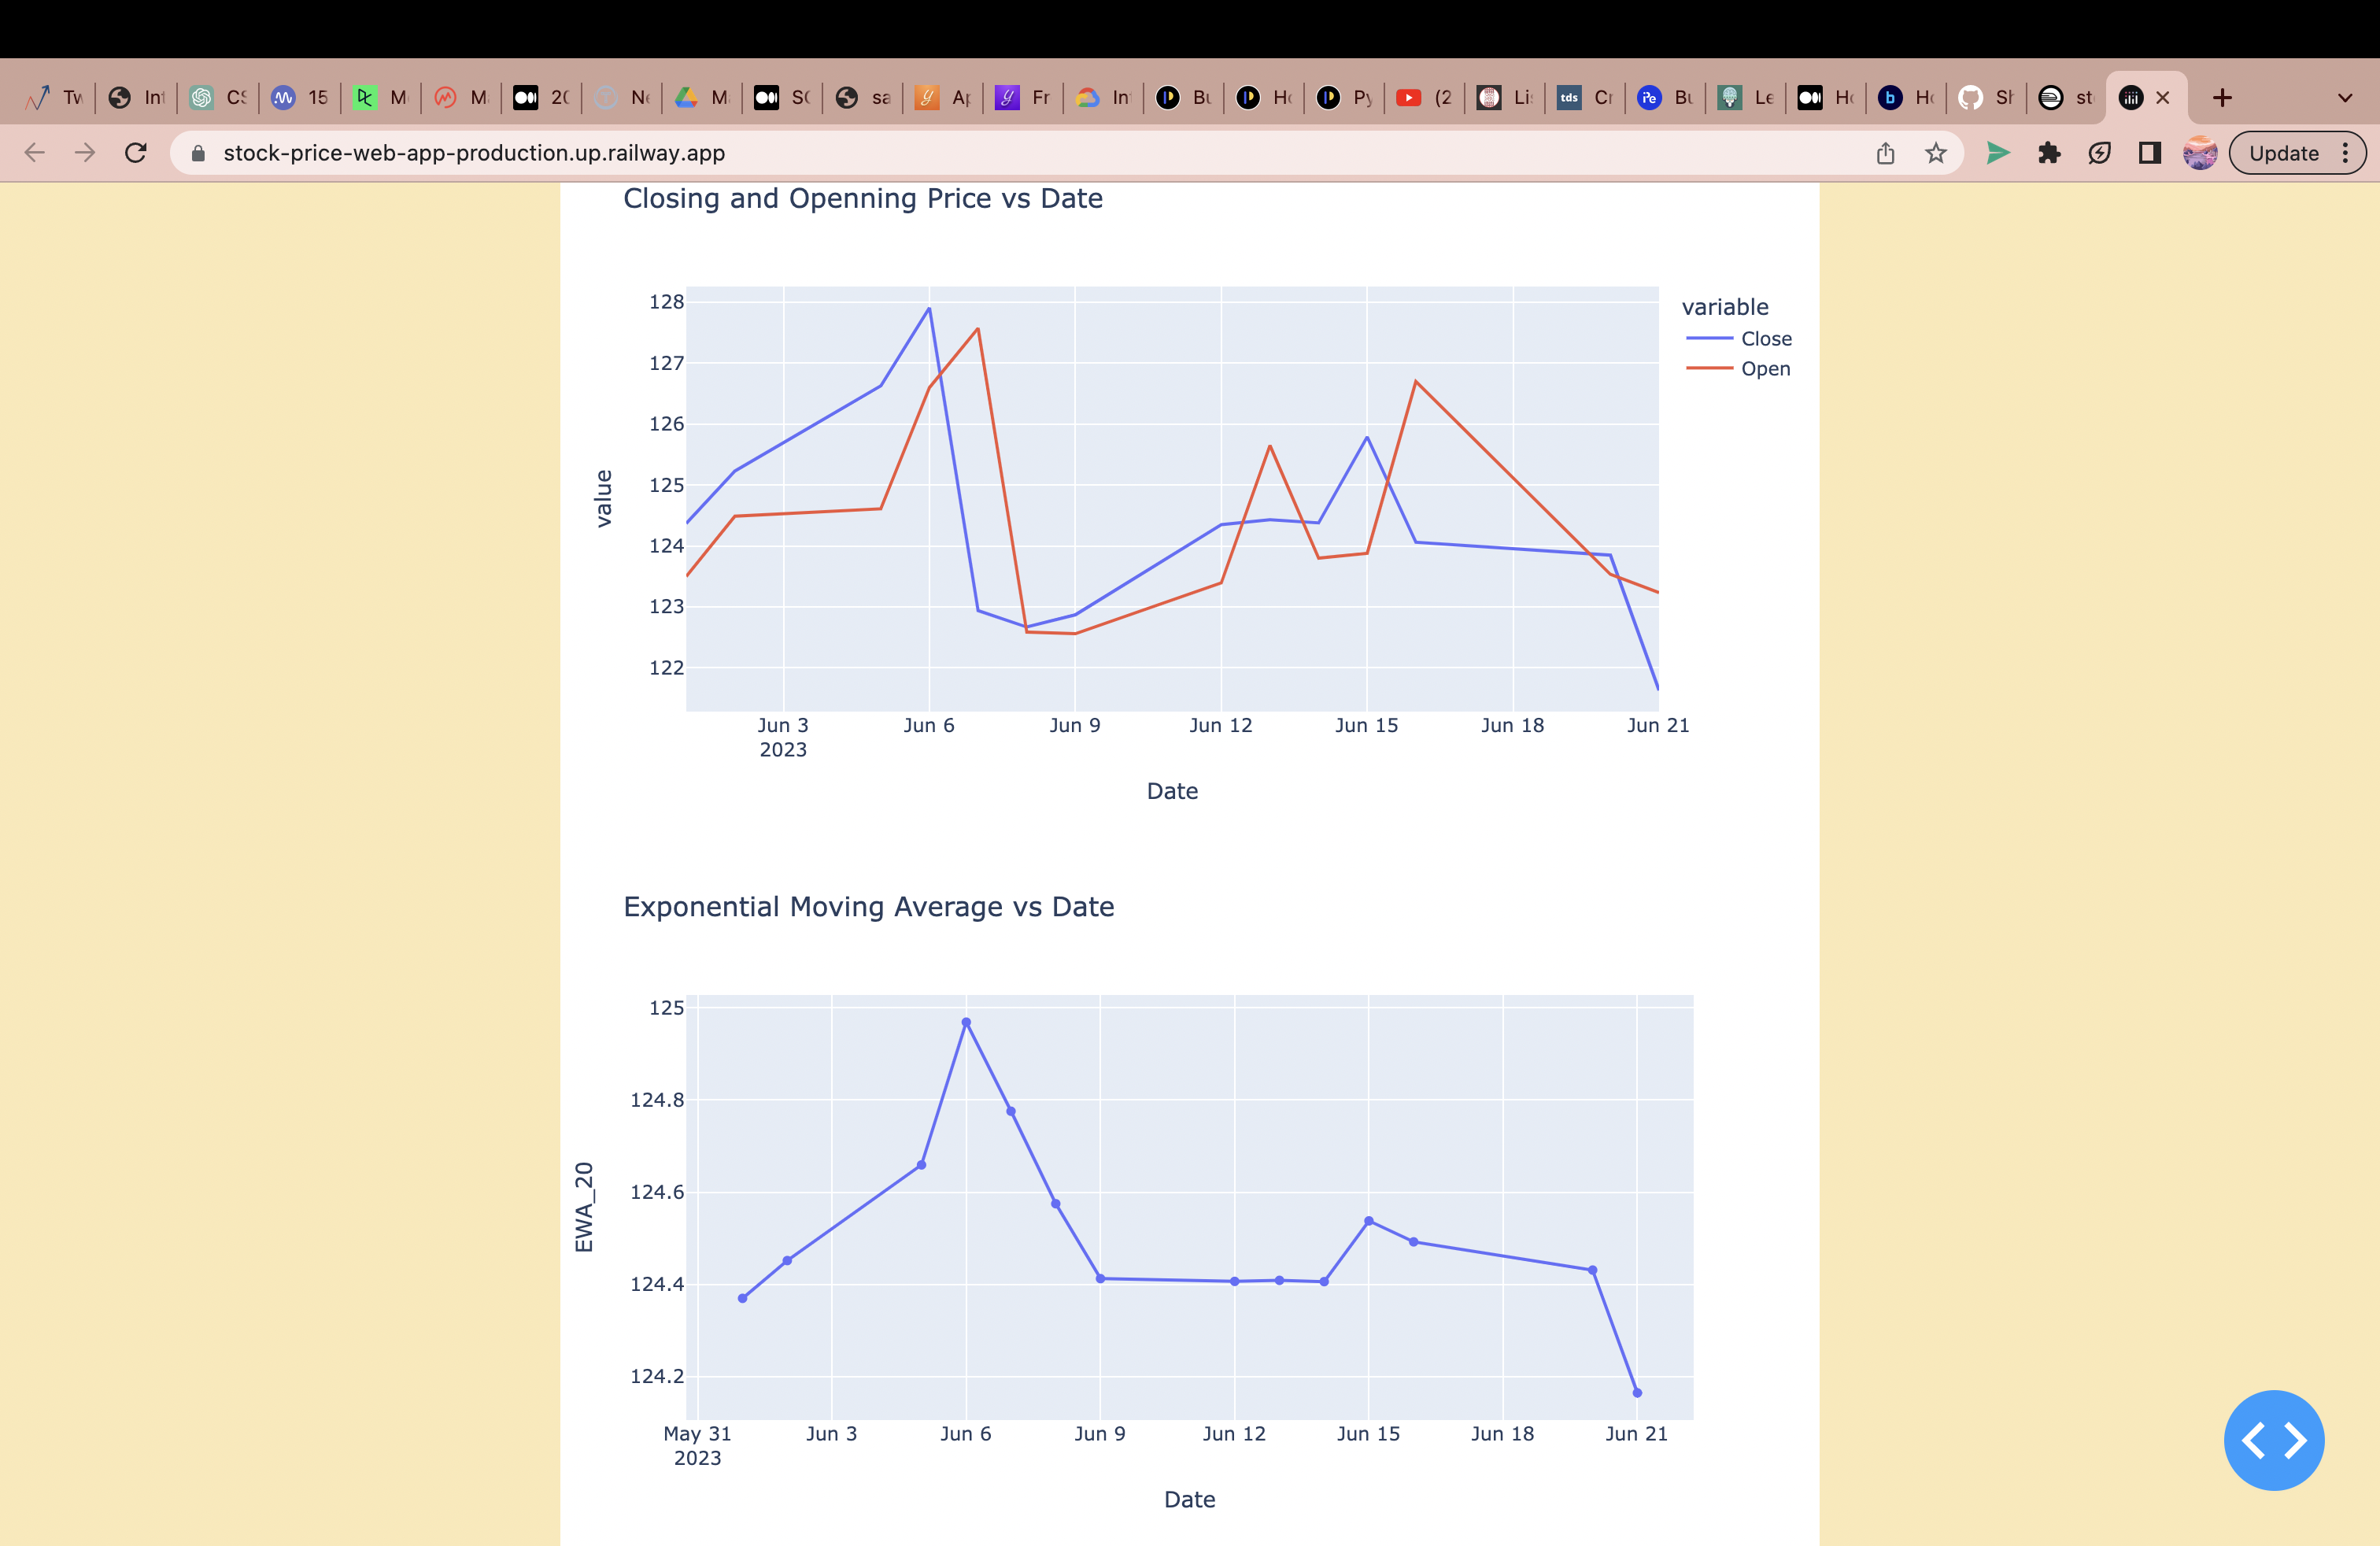 Tw Int CS 15 M M 20 Ne M SC sa Ap Fr In Bu Ho Py (2 Li Cr Bu Le Ho Ho Sh st
stock-price-web-app-production.up.railway.app Update
Closing and Openning Price vs Date
128
127
126
125
124
123
122
value
variable
Close
Open
Jun 3 Jun 6 Jun 9 Jun 12 Jun 15 Jun 18 Jun 21
2023
Date
Exponential Moving Average vs Date
125
124.8
124.6
124.4
124.2
EWA_20
May 31 Jun 3 Jun 6 Jun 9 Jun 12 Jun 15 Jun 18 Jun 21
2023
Date